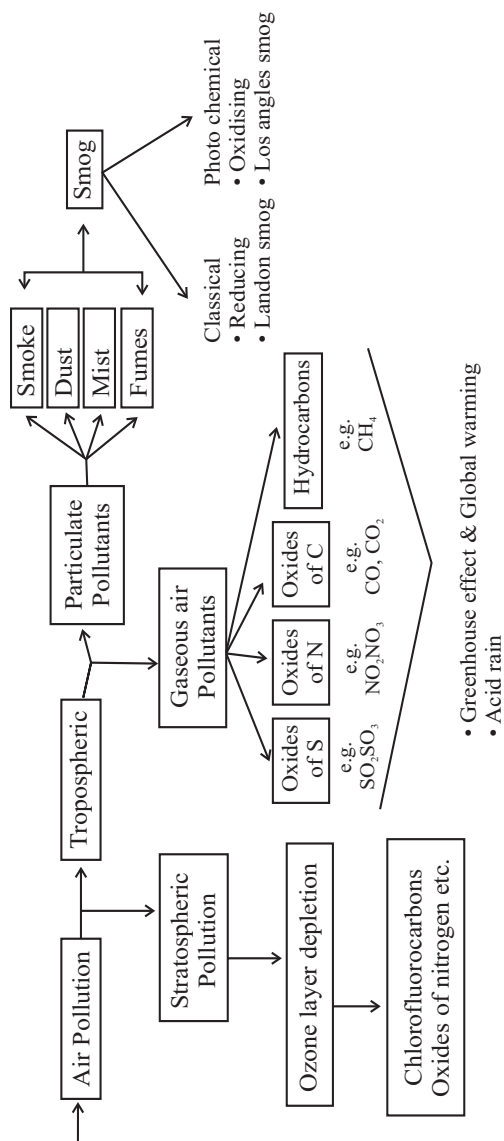 Air Pollution
Tropospheric
Particulate
Pollutants
Smoke
Dust
Mist
Fumes
Smog
Classical
• Reducing
• Landon smog
Photo chemical
• Oxidising
• Los angles smog
Gaseous air
Pollutants
Oxides
of S
e.g.
SO₂SO₃
Oxides
of N
e.g.
NO₂NO₃
Oxides
of C
e.g.
CO, CO₂
Hydrocarbons
e.g.
CH₄
• Greenhouse effect & Global warming
• Acid rain
Stratospheric
Pollution
Ozone layer depletion
Chlorofluorocarbons
Oxides of nitrogen etc.